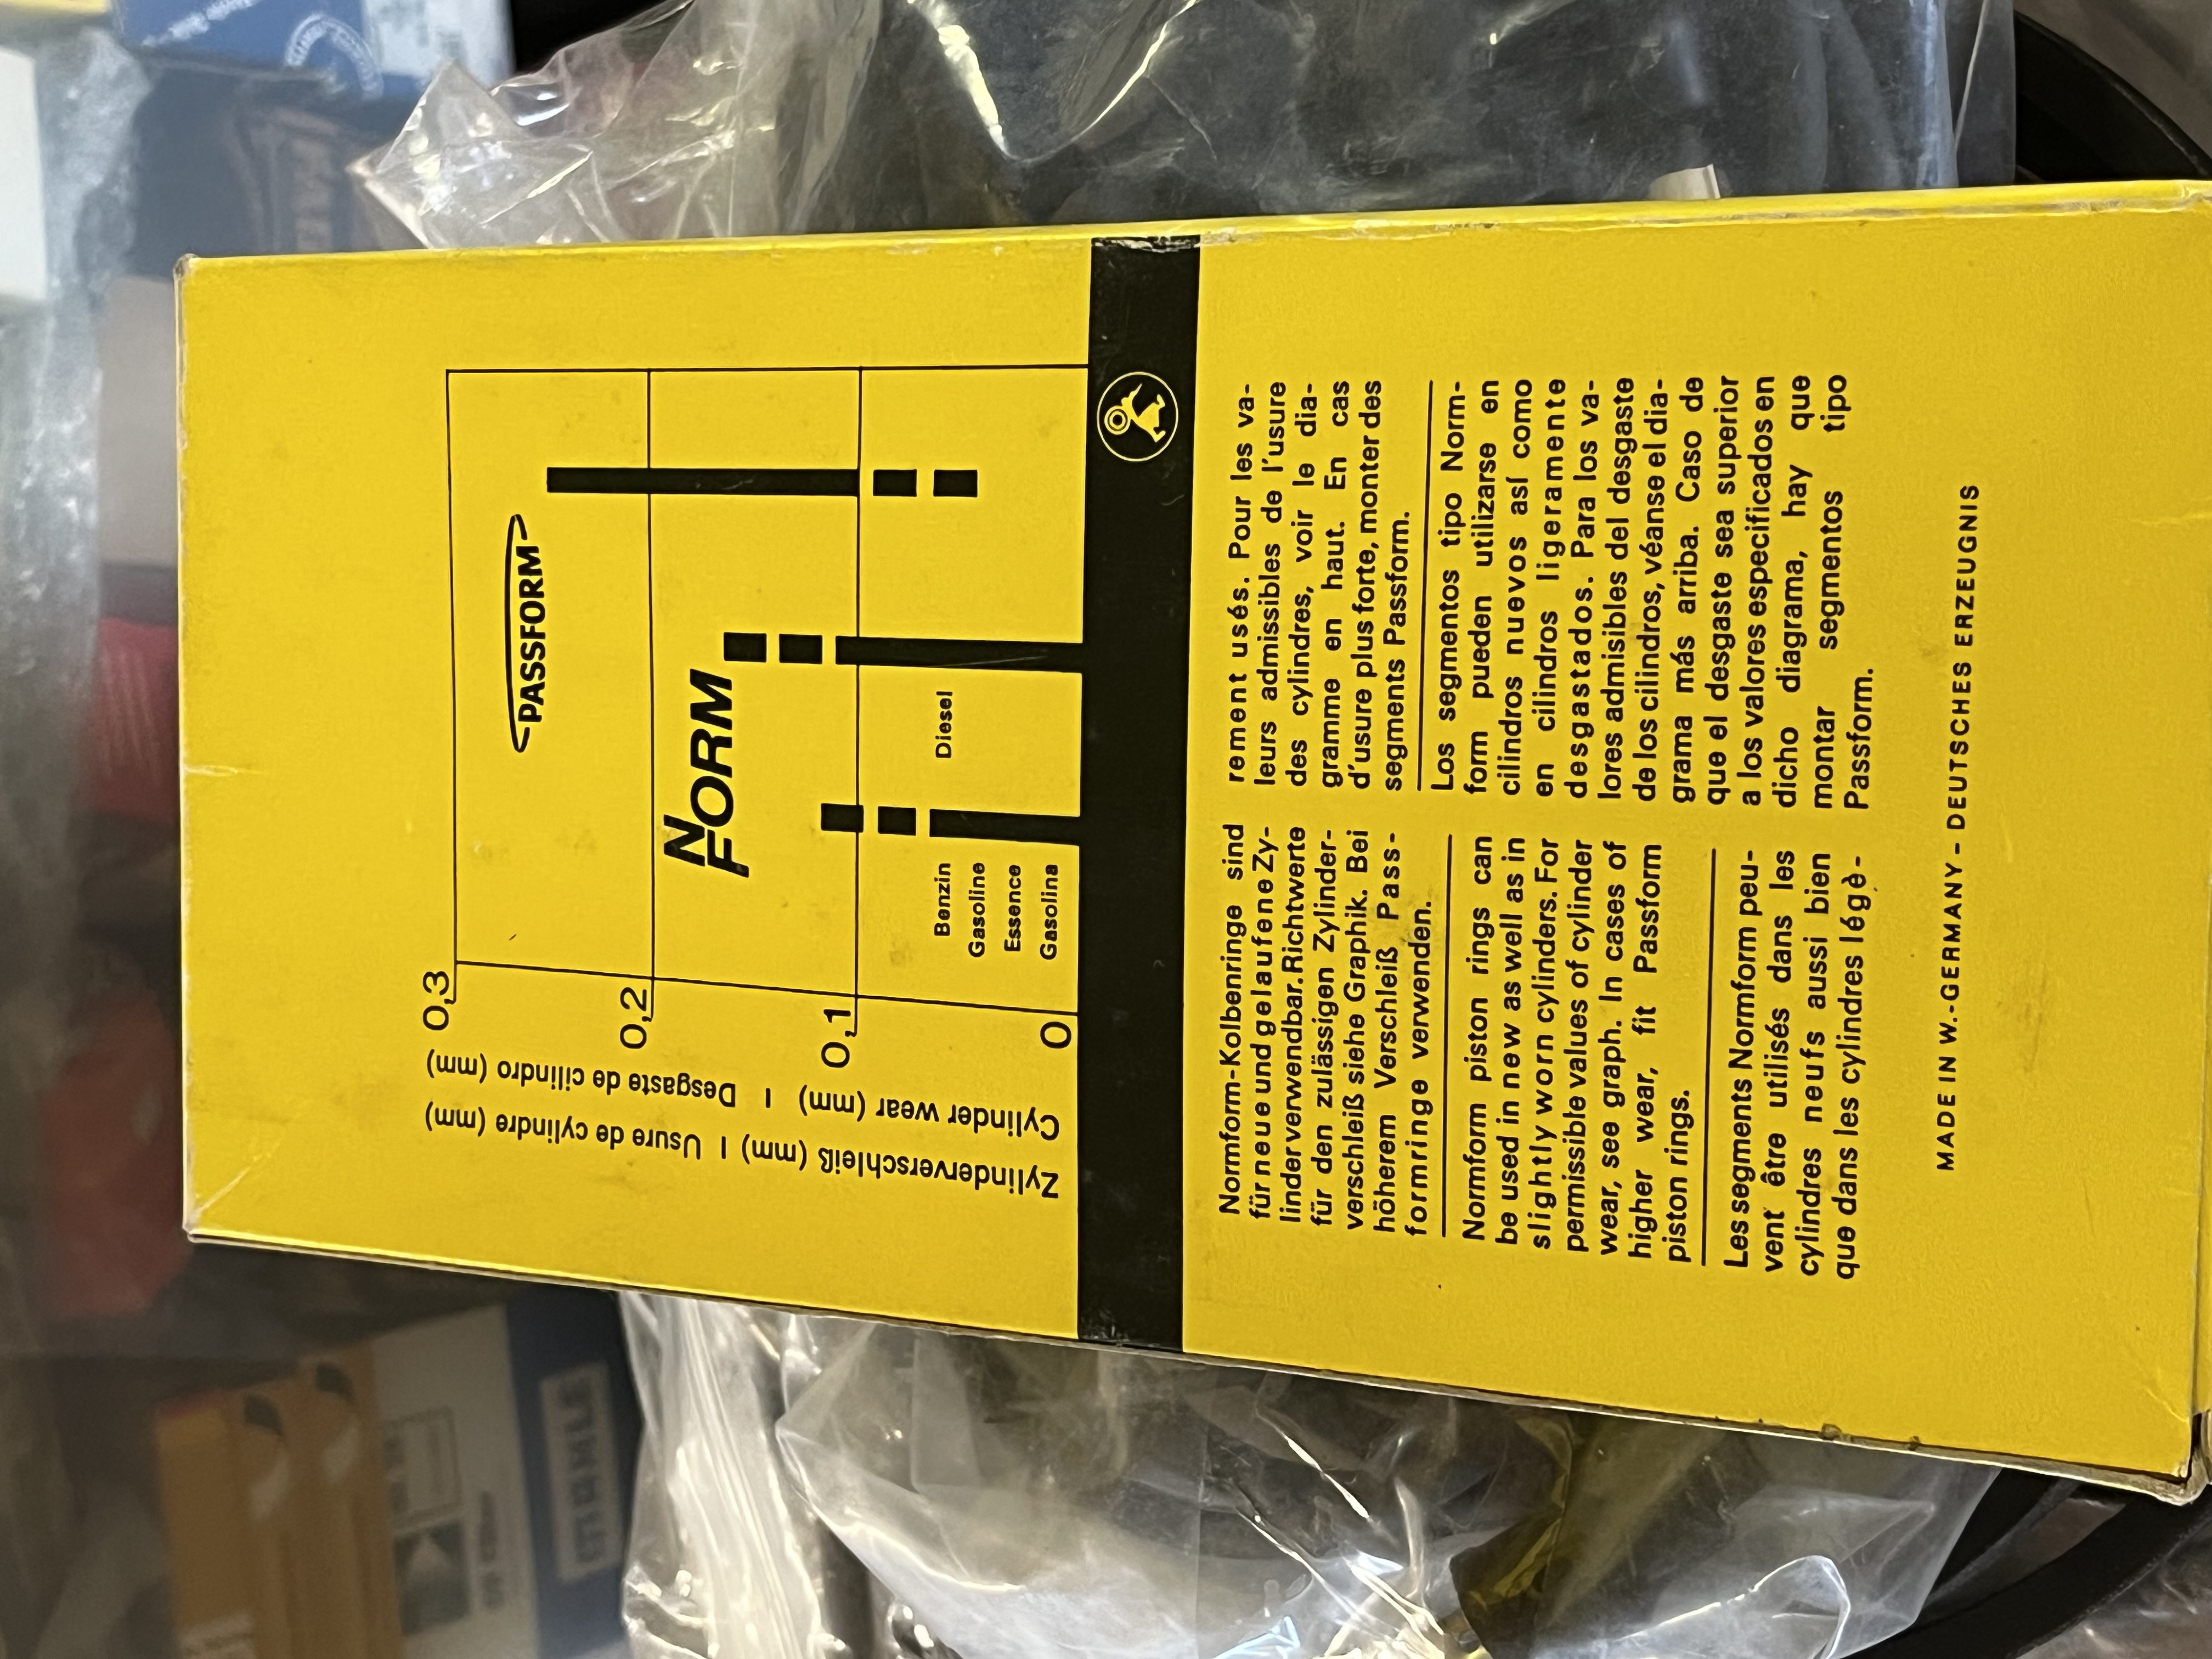 0,3
0,2
0,1
0
Zylinderverschleiß (mm) I Usure de cylindre (mm)
Cylinder wear (mm) I Desgaste de cilindro (mm)
PASSFORM
NORM
FORM
Benzin
Gasoline
Essence
Gasolina
Diesel
Normform-Kolbenringe sind
für neue und gelaufene Zy-
linder verwendbar. Richtwerte
für den zulässigen Zylinder-
verschleiß siehe Graphik. Bei
höherem Verschleiß Pass-
formringe verwenden.
Normform piston rings can
be used in new as well as in
slightly worn cylinders. For
permissible values of cylinder
wear, see graph. In cases of
higher wear, fit Passform
piston rings.
Les segments Normform peu-
vent être utilisés dans les
cylindres neufs aussi bien
que dans les cylindres légè-
rement usés. Pour les va-
leurs admissibles de l'usure
des cylindres, voir le dia-
gramme en haut. En cas
d'usure plus forte, monter des
segments Passform.
Los segmentos tipo Norm-
form pueden utilizarse en
cilindros nuevos así como
en cilindros ligeramente
desgastados. Para los va-
lores admisibles del desgaste
de los cilindros, véanse el dia-
grama más arriba. Caso de
que el desgaste sea superior
a los valores especificados en
dicho diagrama, hay que
montar segmentos tipo
Passform.
MADE IN W.-GERMANY – DEUTSCHES ERZEUGNIS